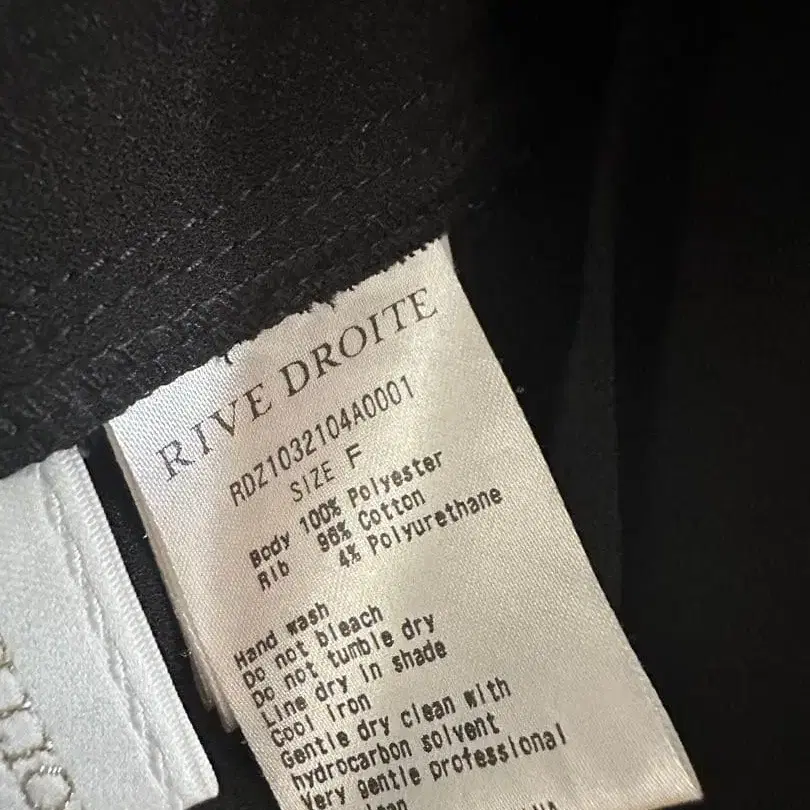 RIVE DROITE
RDZ1032104A0001
SIZE F
Body 100% Polyester
Rib 96% Cotton
4% Polyurethane
Hand wash
Do not bleach
Do not tumble dry
Line dry in shade
Cool iron
Gentle dry clean with
hydrocarbon solvent
Very gentle professional